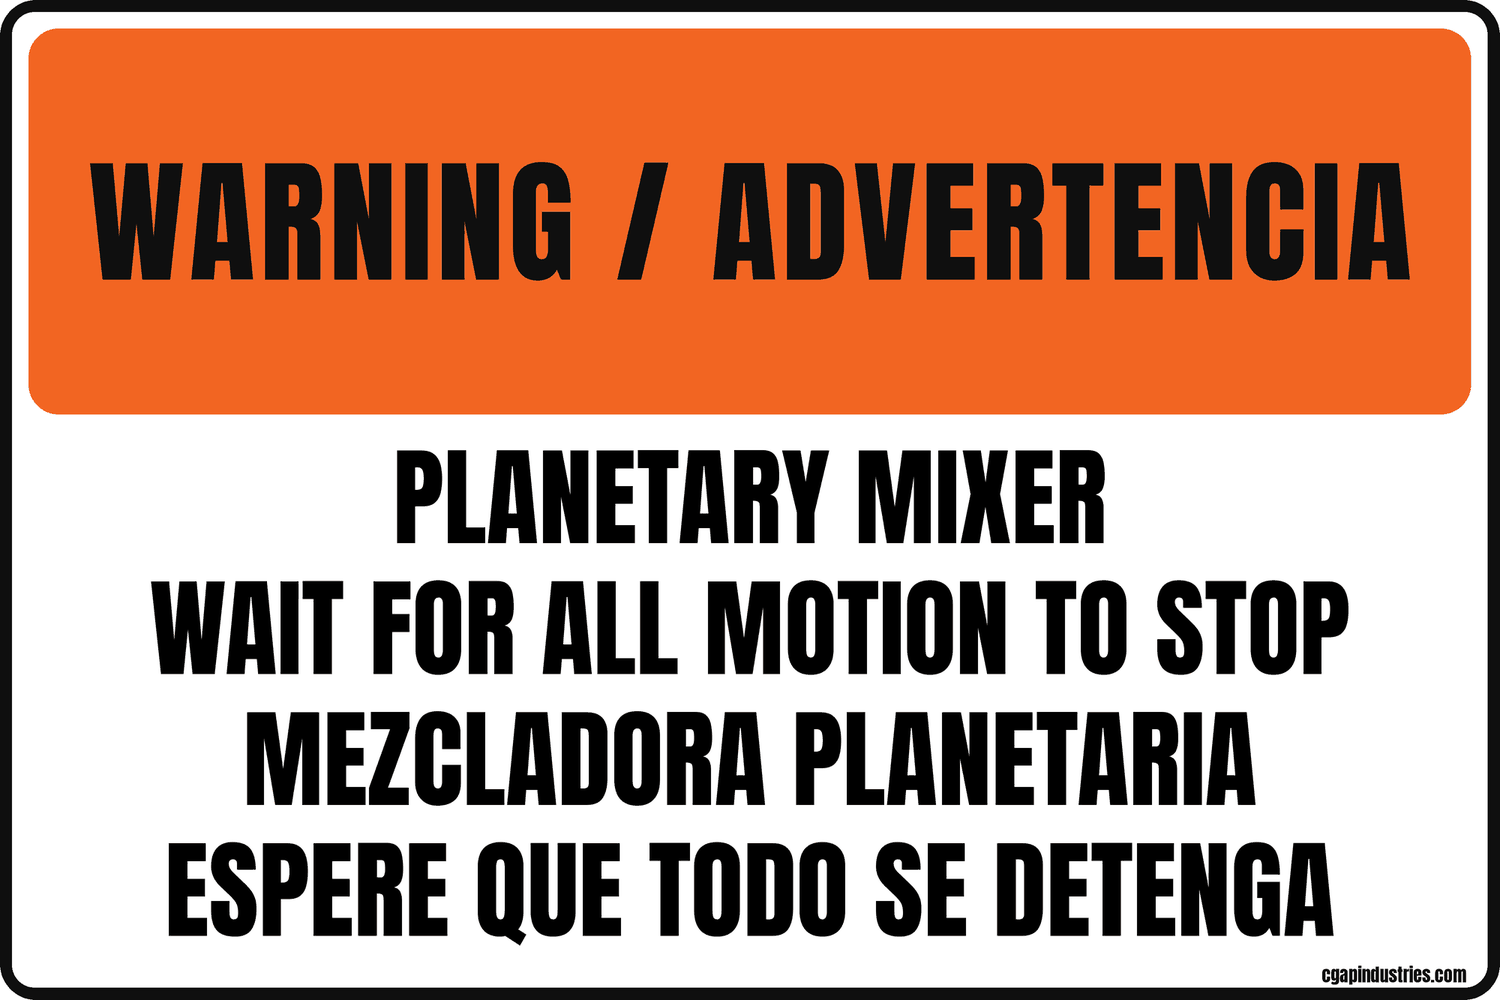 WARNING / ADVERTENCIA
PLANETARY MIXER
WAIT FOR ALL MOTION TO STOP
MEZCLADORA PLANETARIA
ESPERE QUE TODO SE DETENGA
cgapindustries.com